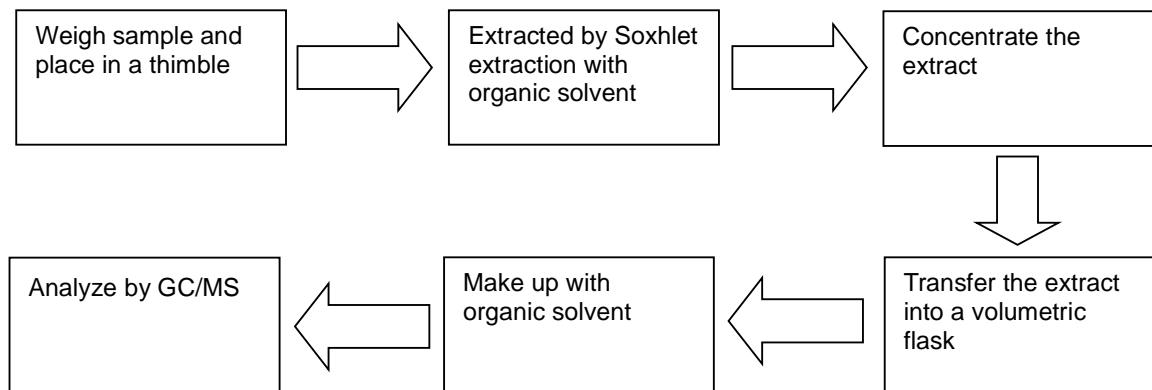 Weigh sample and
place in a thimble
Extracted by Soxhlet
extraction with
organic solvent
Concentrate the
extract
Transfer the extract
into a volumetric
flask
Make up with
organic solvent
Analyze by GC/MS